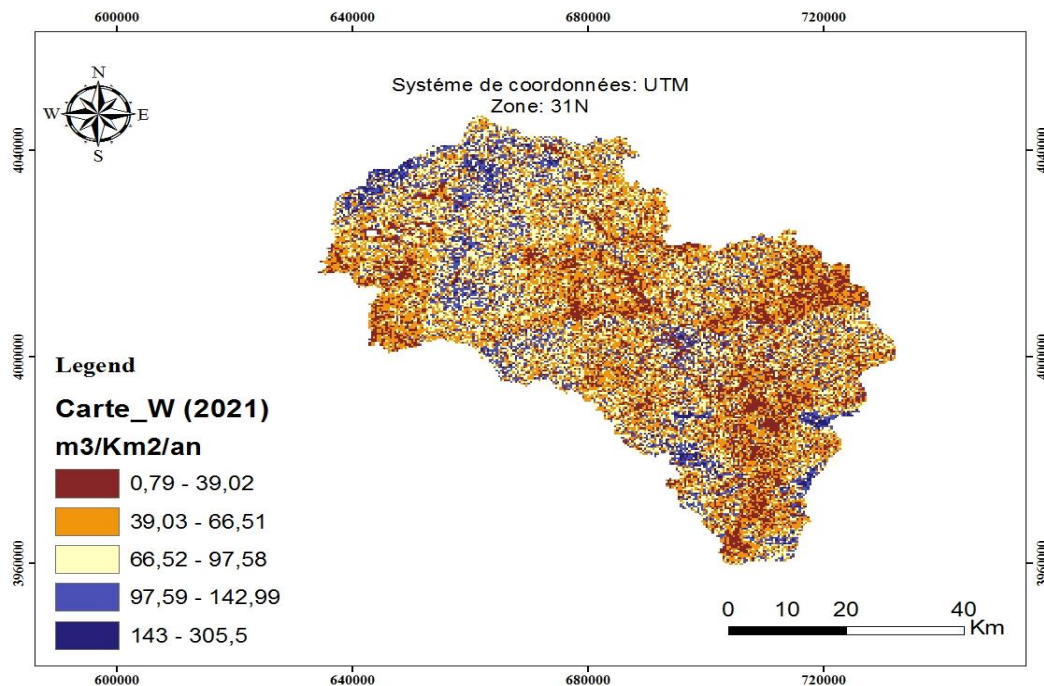 600000 640000 680000 720000
N
W E
S
Systéme de coordonnées: UTM
Zone: 31N
4040000 4040000
4000000 4000000
3960000 3960000
Legend
Carte_W (2021)
m3/Km2/an
0,79 - 39,02
39,03 - 66,51
66,52 - 97,58
97,59 - 142,99
143 - 305,5
0 10 20 40
Km
600000 640000 680000 720000